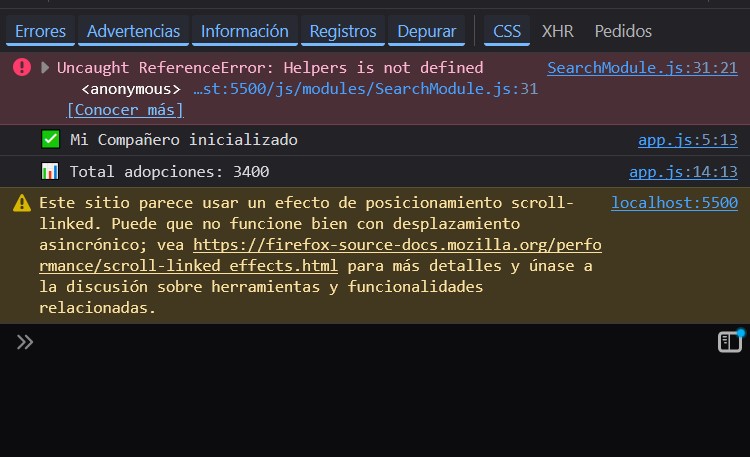 Errores Advertencias Información Registros Depurar CSS XHR Pedidos
Uncaught ReferenceError: Helpers is not defined SearchModule.js:31:21
<anonymous> …st:5500/js/modules/SearchModule.js:31
[Conocer más]
✅ Mi Compañero inicializado app.js:5:13
📊 Total adopciones: 3400 app.js:14:13
Este sitio parece usar un efecto de posicionamiento scroll- localhost:5500
linked. Puede que no funcione bien con desplazamiento
asincrónico; vea https://firefox-source-docs.mozilla.org/perfo
rmance/scroll-linked_effects.html para más detalles y únase a
la discusión sobre herramientas y funcionalidades
relacionadas.